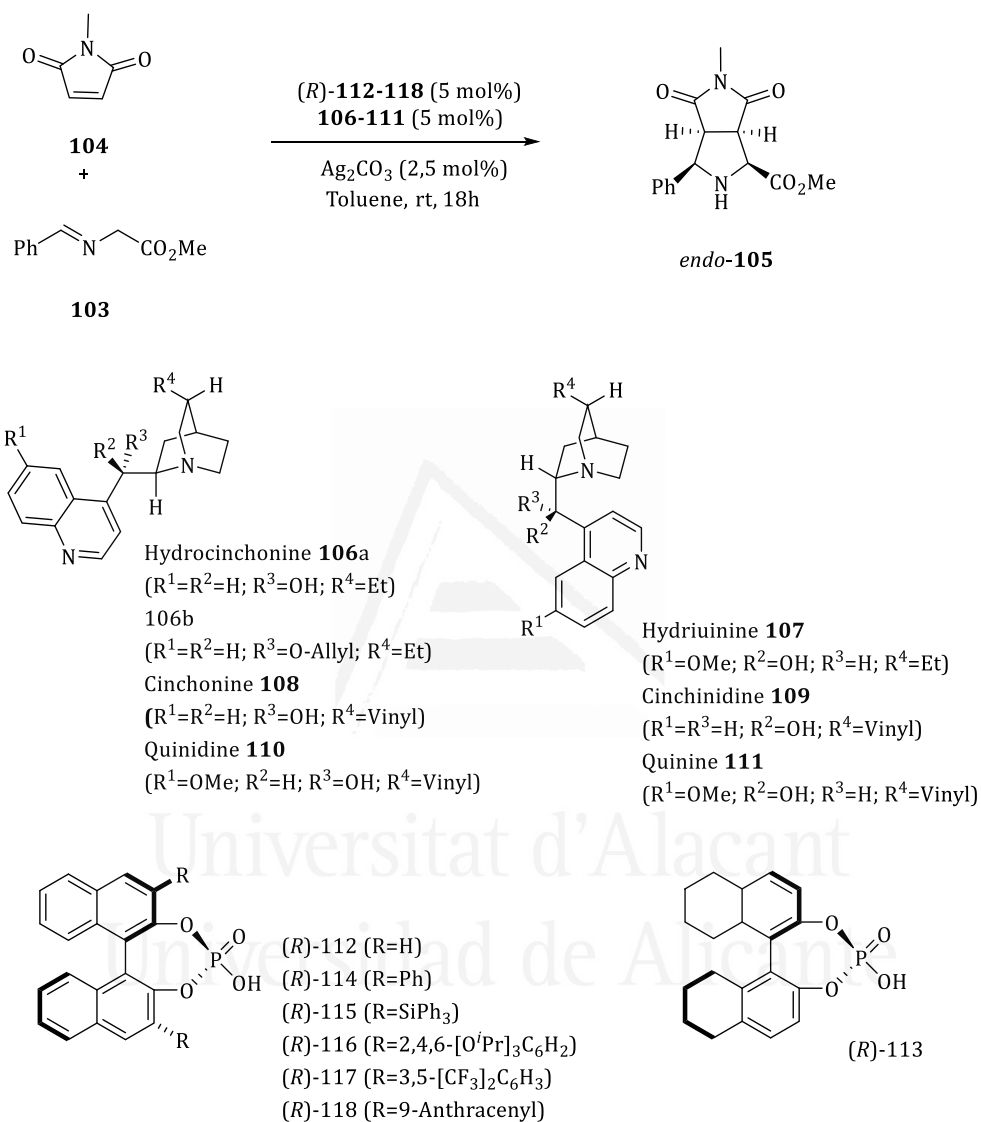 N
O
O
104
+
Ph
N
CO2Me
103
(R)-112-118 (5 mol%)
106-111 (5 mol%)
Ag2CO3 (2,5 mol%)
Toluene, rt, 18h
N
O
O
H
H
Ph
N
H
CO2Me
endo-105
R4
H
R1
R2
R3
N
H
N
Hydrocinchonine 106a
(R1=R2=H; R3=OH; R4=Et)
106b
(R1=R2=H; R3=O-Allyl; R4=Et)
Cinchonine 108
(R1=R2=H; R3=OH; R4=Vinyl)
Quinidine 110
(R1=OMe; R2=H; R3=OH; R4=Vinyl)
R4
H
H
N
R3
R2
N
R1
Hydriuinine 107
(R1=OMe; R2=OH; R3=H; R4=Et)
Cinchinidine 109
(R1=R3=H; R2=OH; R4=Vinyl)
Quinine 111
(R1=OMe; R2=OH; R3=H; R4=Vinyl)
Universitat d'Alacant
Universidad de Alicante
R
O
O
P
O
OH
R
(R)-112 (R=H)
(R)-114 (R=Ph)
(R)-115 (R=SiPh3)
(R)-116 (R=2,4,6-[OiPr]3C6H2)
(R)-117 (R=3,5-[CF3]2C6H3)
(R)-118 (R=9-Anthracenyl)
O
O
P
O
OH
(R)-113